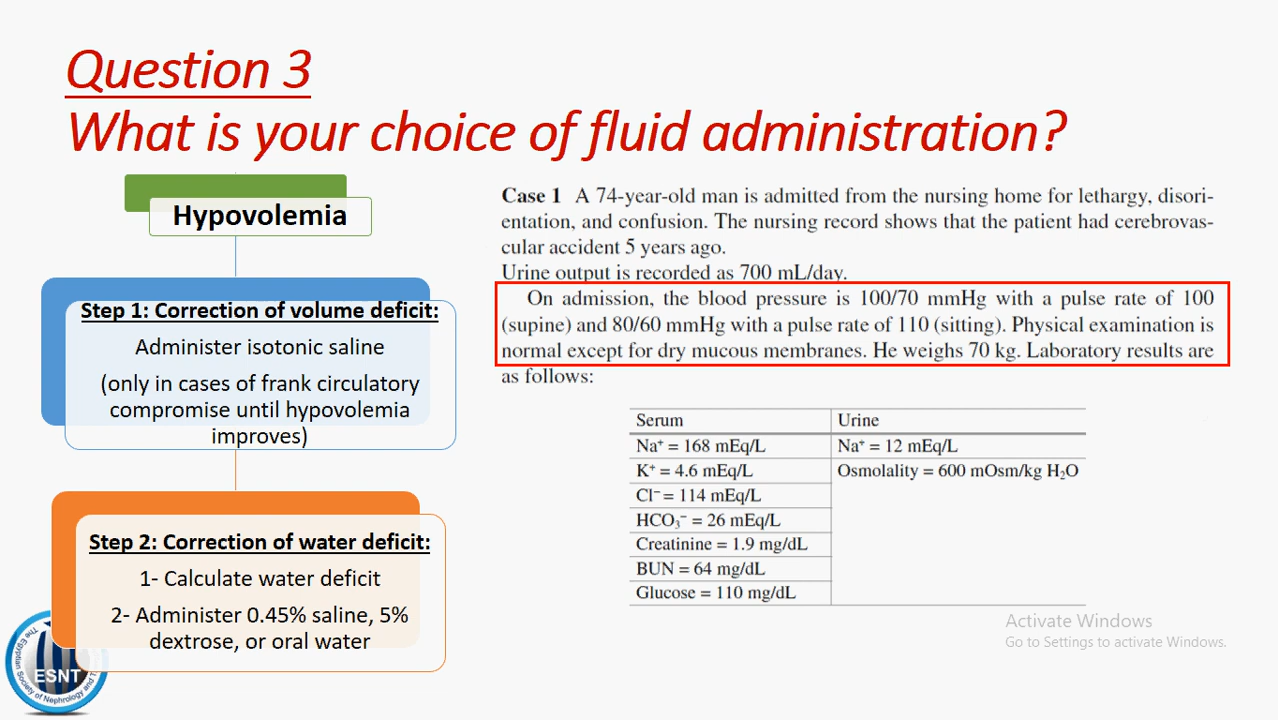 Question 3
What is your choice of fluid administration?
Hypovolemia
Step 1: Correction of volume deficit:
Administer isotonic saline
(only in cases of frank circulatory
compromise until hypovolemia
improves)
Step 2: Correction of water deficit:
1- Calculate water deficit
2- Administer 0.45% saline, 5%
dextrose, or oral water
The Egyptian
Society of Nephrology and
ESNT
Case 1 A 74-year-old man is admitted from the nursing home for lethargy, disori-
entation, and confusion. The nursing record shows that the patient had cerebrovas-
cular accident 5 years ago.
Urine output is recorded as 700 mL/day.
On admission, the blood pressure is 100/70 mmHg with a pulse rate of 100
(supine) and 80/60 mmHg with a pulse rate of 110 (sitting). Physical examination is
normal except for dry mucous membranes. He weighs 70 kg. Laboratory results are
as follows:
Serum Urine
Na⁺ = 168 mEq/L Na⁺ = 12 mEq/L
K⁺ = 4.6 mEq/L Osmolality = 600 mOsm/kg H₂O
Cl⁻ = 114 mEq/L
HCO₃⁻ = 26 mEq/L
Creatinine = 1.9 mg/dL
BUN = 64 mg/dL
Glucose = 110 mg/dL
Activate Windows
Go to Settings to activate Windows.